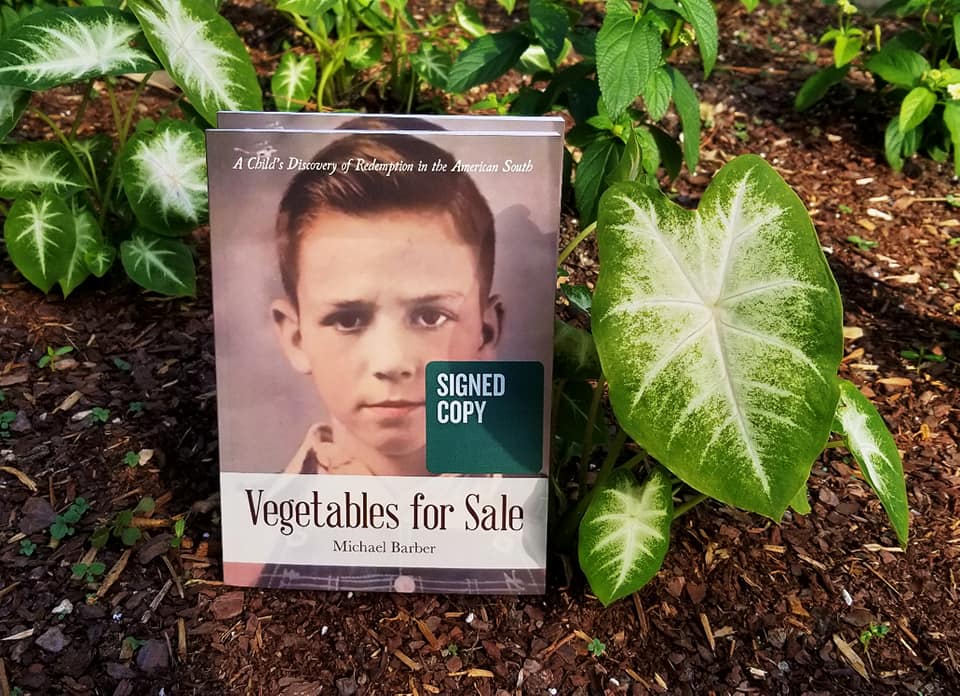 A Child's Discovery of Redemption in the American South
SIGNED
COPY
Vegetables for Sale
Michael Barber